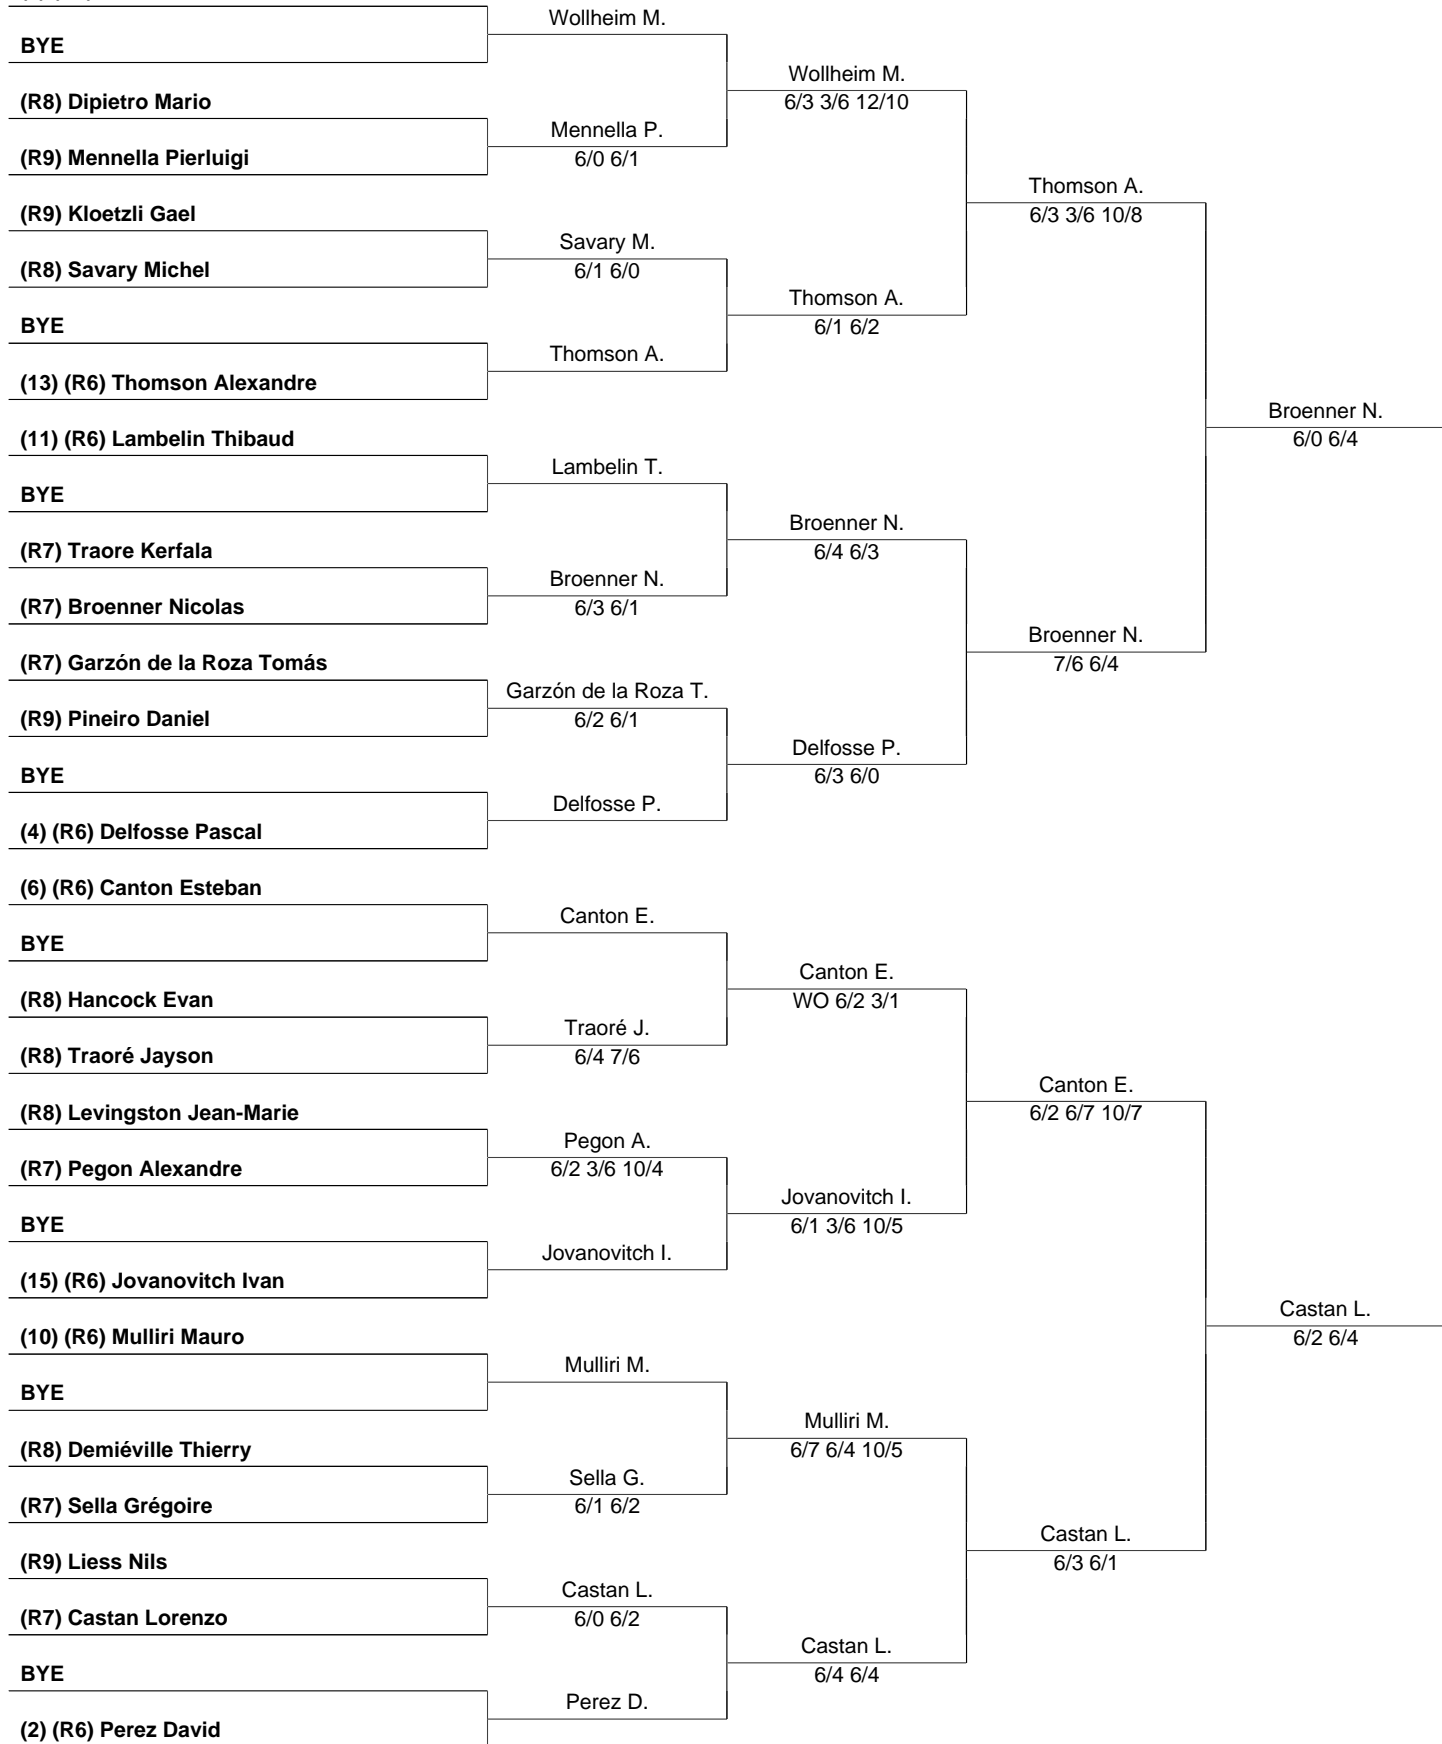 Wollheim M.
BYE
Wollheim M.
(R8) Dipietro Mario
6/3 3/6 12/10
Mennella P.
(R9) Mennella Pierluigi
6/0 6/1
Thomson A.
(R9) Kloetzli Gael
6/3 3/6 10/8
Savary M.
(R8) Savary Michel
6/1 6/0
Thomson A.
BYE
6/1 6/2
Thomson A.
(13) (R6) Thomson Alexandre
Broenner N.
(11) (R6) Lambelin Thibaud
6/0 6/4
Lambelin T.
BYE
Broenner N.
(R7) Traore Kerfala
6/4 6/3
Broenner N.
(R7) Broenner Nicolas
6/3 6/1
Broenner N.
(R7) Garzón de la Roza Tomás
7/6 6/4
Garzón de la Roza T.
(R9) Pineiro Daniel
6/2 6/1
Delfosse P.
BYE
6/3 6/0
Delfosse P.
(4) (R6) Delfosse Pascal
(6) (R6) Canton Esteban
Canton E.
BYE
Canton E.
(R8) Hancock Evan
WO 6/2 3/1
Traoré J.
(R8) Traoré Jayson
6/4 7/6
Canton E.
(R8) Levingston Jean-Marie
6/2 6/7 10/7
Pegon A.
(R7) Pegon Alexandre
6/2 3/6 10/4
Jovanovitch I.
BYE
6/1 3/6 10/5
Jovanovitch I.
(15) (R6) Jovanovitch Ivan
Castan L.
(10) (R6) Mulliri Mauro
6/2 6/4
Mulliri M.
BYE
Mulliri M.
(R8) Demiéville Thierry
6/7 6/4 10/5
Sella G.
(R7) Sella Grégoire
6/1 6/2
Castan L.
(R9) Liess Nils
6/3 6/1
Castan L.
(R7) Castan Lorenzo
6/0 6/2
Castan L.
BYE
6/4 6/4
Perez D.
(2) (R6) Perez David